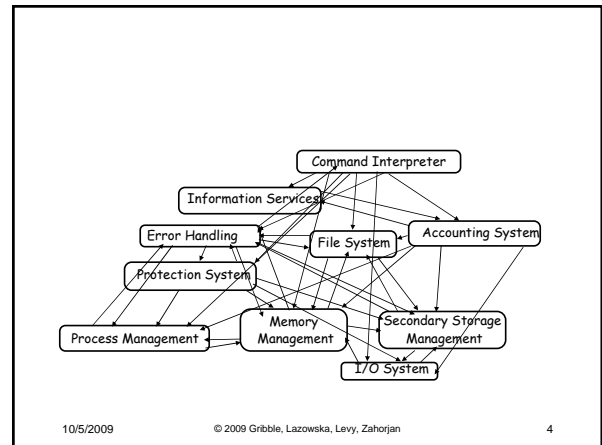 Command Interpreter
Information Services
Error Handling
File System
Accounting System
Protection System
Process Management
Memory
Management
Secondary Storage
Management
I/O System
10/5/2009
© 2009 Gribble, Lazowska, Levy, Zahorjan
4